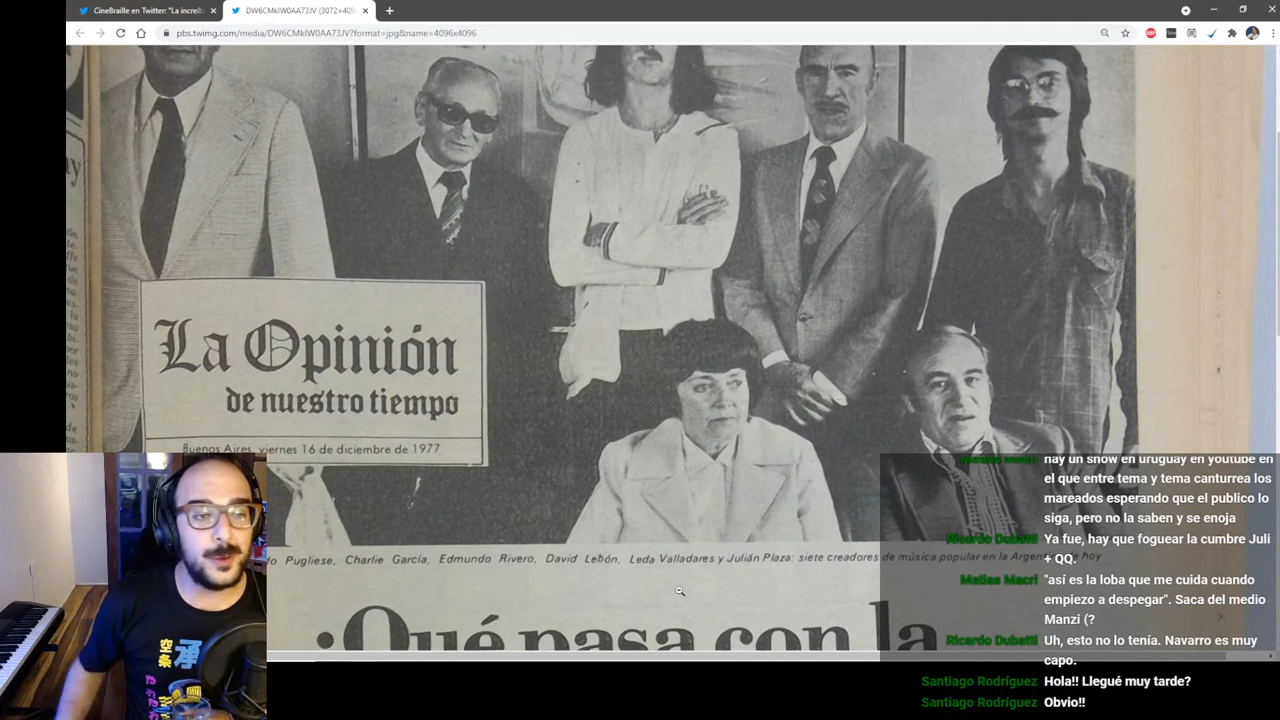 CineBraille en Twitter: "La increíb
DW6CMkIW0AA73JV (3072×409
pbs.twimg.com/media/DW6CMkIW0AA73JV?format=jpg&name=4096x4096
La Opinión
de nuestro tiempo
Buenos Aires, viernes 16 de diciembre de 1977
do Pugliese, Charlie García, Edmundo Rivero, David Lebón, Leda Valladares y Julián Plaza: siete creadores de música popular en la Argen de hoy
¿Qué pasa con la
hay un show en uruguay en youtube en
el que entre tema y tema canturrea los
mareados esperando que el publico lo
siga, pero no la saben y se enoja
Ricardo Dubatti Ya fue, hay que foguear la cumbre Juli
+ QQ.
Matias Macri "así es la loba que me cuida cuando
empiezo a despegar". Saca del medio
Manzi (?
Ricardo Dubatti Uh, esto no lo tenía. Navarro es muy
capo.
Santiago Rodríguez Hola!! Llegué muy tarde?
Santiago Rodríguez Obvio!!